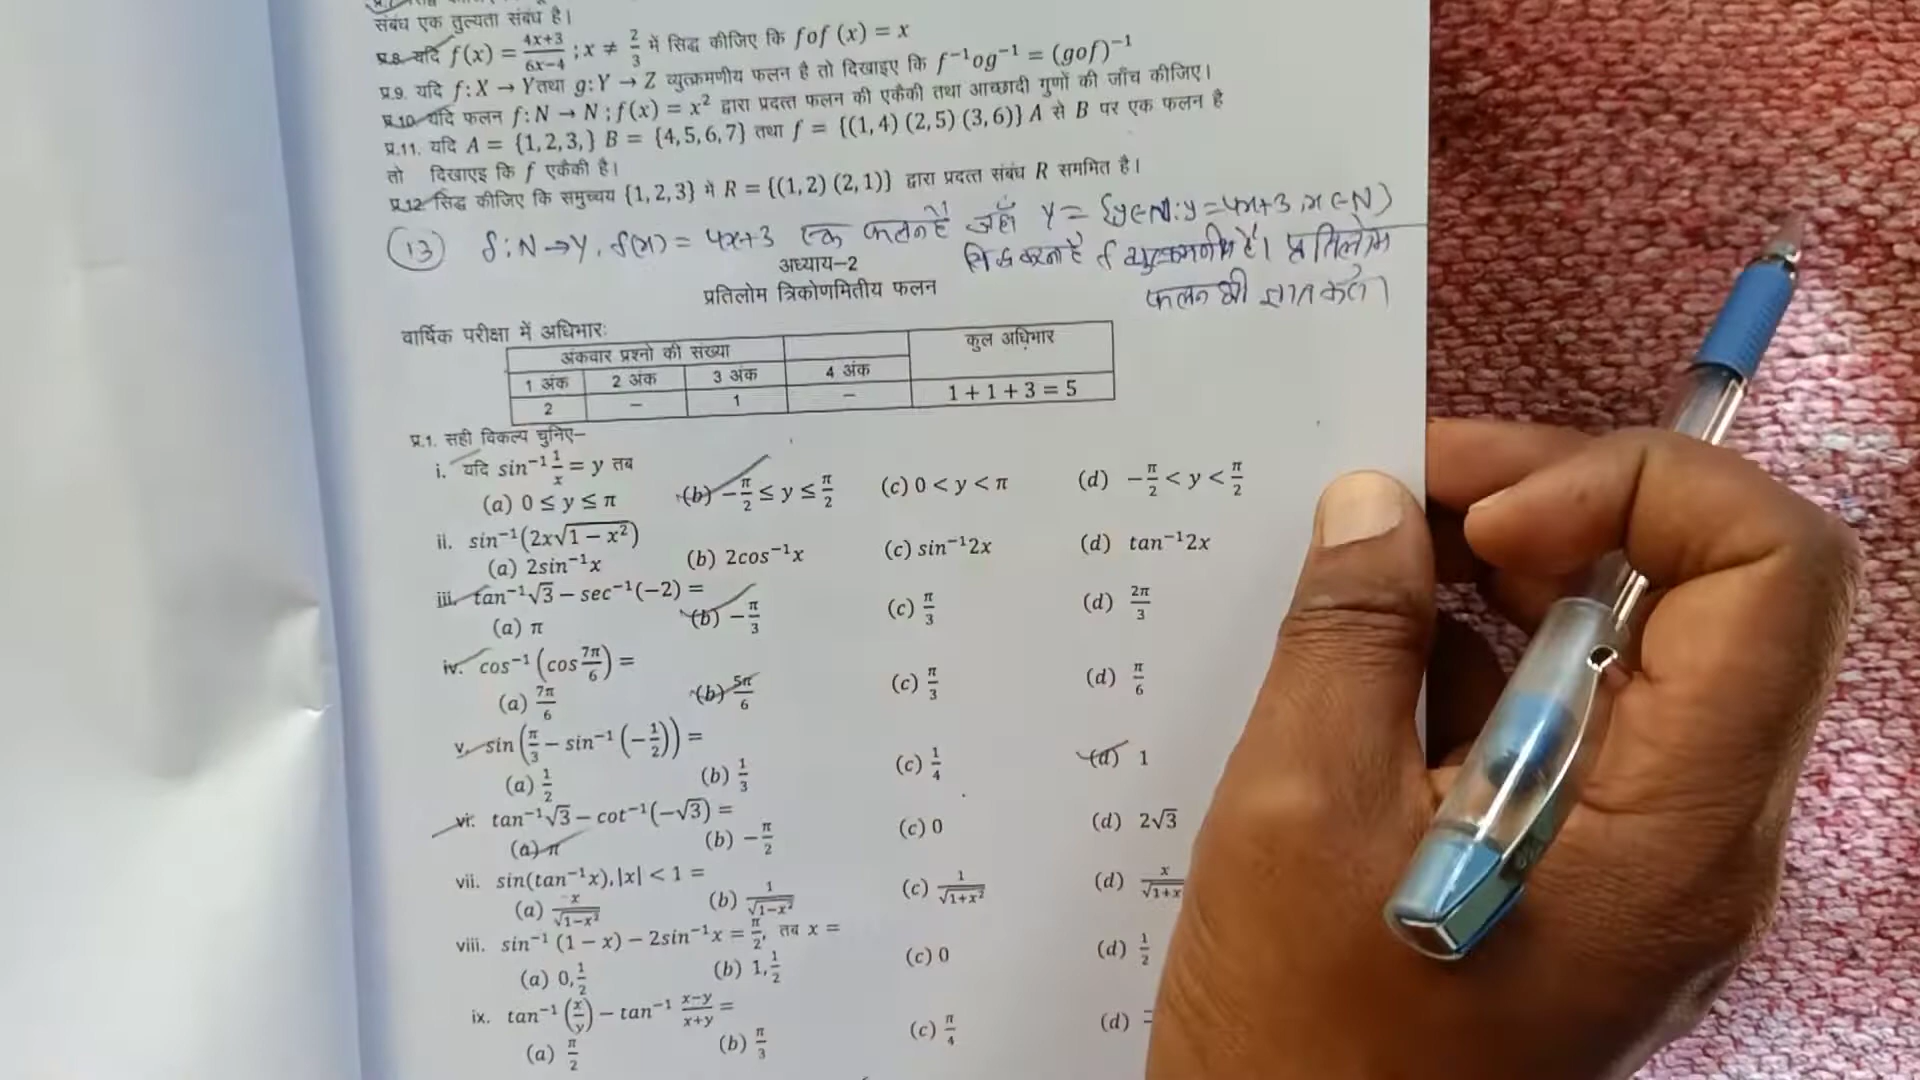 संबंध एक तुल्यता संबंध है।
प्र.8. यदि f(x) = (4x+3)/(6x−4) ; x ≠ 2/3 में सिद्ध कीजिए कि fof (x) = x
प्र.9. यदि f: X → Y तथा g: Y → Z व्युत्क्रमणीय फलन है तो दिखाइए कि f⁻¹og⁻¹ = (gof)⁻¹
प्र.10. यदि फलन f: N → N ; f(x) = x² द्वारा प्रदत्त फलन की एकैकी तथा आच्छादी गुणों की जाँच कीजिए।
प्र.11. यदि A = {1,2,3,} B = {4,5,6,7} तथा f = {(1,4) (2,5) (3,6)} A से B पर एक फलन है
तो दिखाएइ कि f एकैकी है।
प्र.12. सिद्ध कीजिए कि समुच्चय {1,2,3} मे R = {(1,2) (2,1)} द्वारा प्रदत्त संबंध R सममित है।
(13) f: N → Y, f(x) = 4x+3 एक फलन है जहाँ Y = {y∈N : y = 4x+3, x∈N}
सिद्ध करना है f व्युत्क्रमणीय है। प्रतिलोम
फलन भी ज्ञात करो।
अध्याय–2
प्रतिलोम त्रिकोणमितीय फलन
वार्षिक परीक्षा में अधिभारः
अंकवार प्रश्नो की संख्या कुल अधिभार
1 अंक 2 अंक 3 अंक 4 अंक
2 – 1 – 1 + 1 + 3 = 5
प्र.1. सही विकल्प चुनिए–
i. यदि sin⁻¹ 1/x = y तब
(a) 0 ≤ y ≤ π (b) −π/2 ≤ y ≤ π/2 (c) 0 < y < π (d) −π/2 < y < π/2
ii. sin⁻¹(2x√(1 − x²))
(a) 2sin⁻¹x (b) 2cos⁻¹x (c) sin⁻¹2x (d) tan⁻¹2x
iii. tan⁻¹√3 − sec⁻¹(−2) =
(a) π (b) −π/3 (c) π/3 (d) 2π/3
iv. cos⁻¹(cos 7π/6) =
(a) 7π/6 (b) 5π/6 (c) π/3 (d) π/6
v. sin(π/3 − sin⁻¹(−1/2)) =
(a) 1/2 (b) 1/3 (c) 1/4 (d) 1
vi. tan⁻¹√3 − cot⁻¹(−√3) =
(a) π (b) −π/2 (c) 0 (d) 2√3
vii. sin(tan⁻¹x), |x| < 1 =
(a) x/√(1−x²) (b) 1/√(1−x²) (c) 1/√(1+x²) (d) x/√(1+x
viii. sin⁻¹ (1 − x) − 2sin⁻¹x = π/2, तब x =
(a) 0, 1/2 (b) 1, 1/2 (c) 0 (d) 1/2
ix. tan⁻¹ (x/y) − tan⁻¹ (x−y)/(x+y) =
(a) π/2 (b) π/3 (c) π/4 (d)